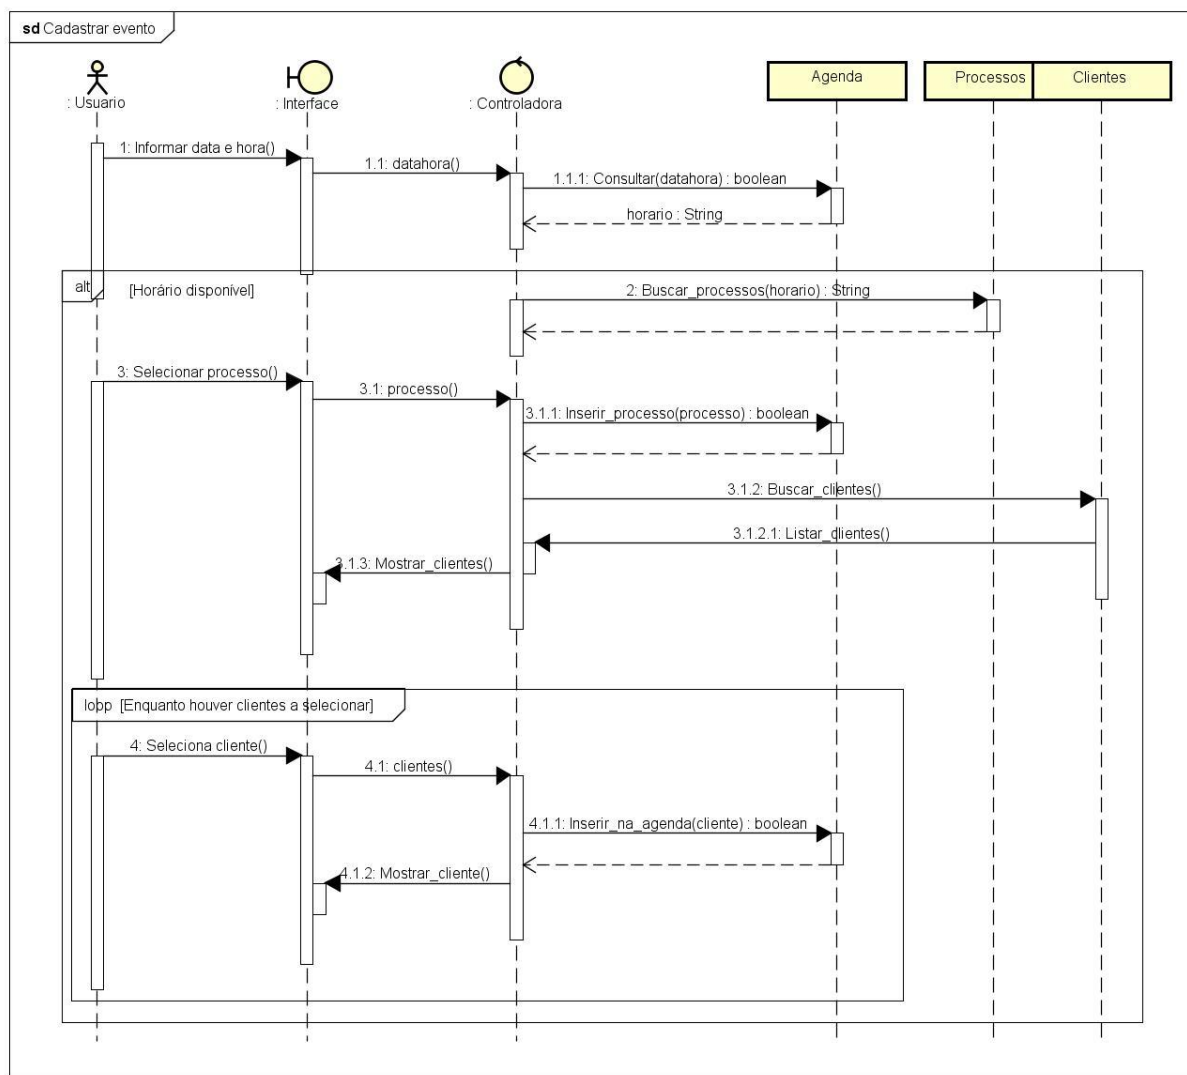 sd Cadastrar evento
: Usuario
: Interface
: Controladora
Agenda
Processos
Clientes
1: Informar data e hora()
1.1: datahora()
1.1.1: Consultar(datahora) : boolean
horario : String
alt
[Horário disponível]
2: Buscar_processos(horario) : String
3: Selecionar processo()
3.1: processo()
3.1.1: Inserir_processo(processo) : boolean
3.1.2: Buscar_clientes()
3.1.2.1: Listar_clientes()
3.1.3: Mostrar_clientes()
loop [Enquanto houver clientes a selecionar]
4: Seleciona cliente()
4.1: clientes()
4.1.1: Inserir_na_agenda(cliente) : boolean
4.1.2: Mostrar_cliente()